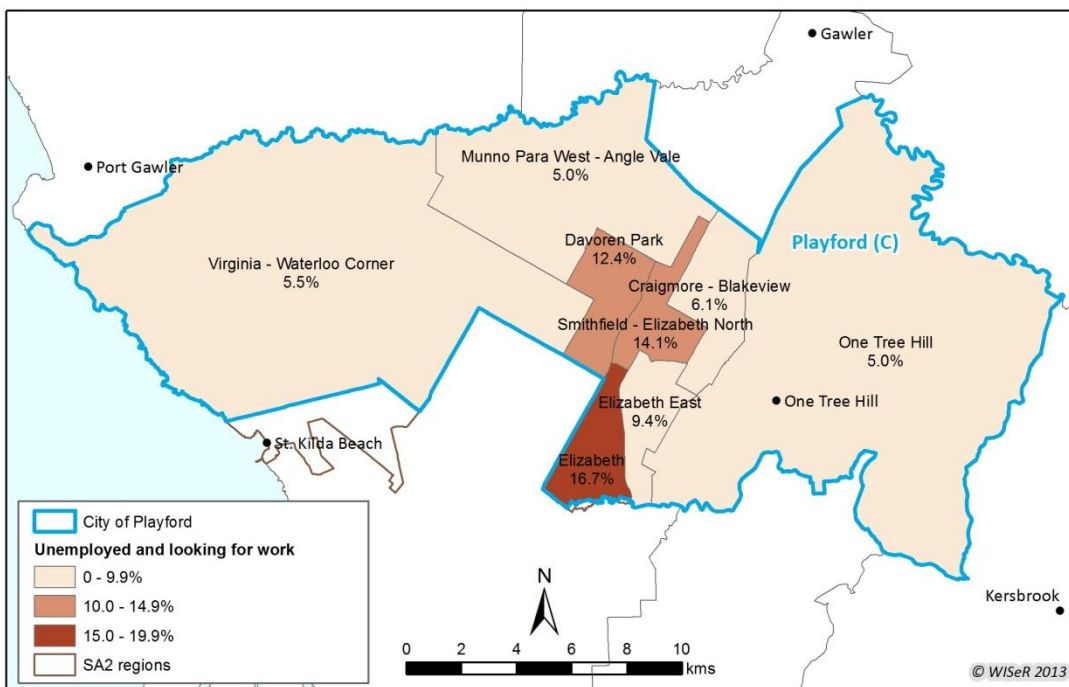 Gawler
Port Gawler
Munno Para West - Angle Vale
5.0%
Playford (C)
Davoren Park
12.4%
Virginia - Waterloo Corner
5.5%
Craigmore - Blakeview
6.1%
Smithfield - Elizabeth North
14.1%
One Tree Hill
5.0%
Elizabeth East
9.4%
One Tree Hill
St. Kilda Beach
Elizabeth
16.7%
City of Playford
Unemployed and looking for work
0 - 9.9%
10.0 - 14.9%
15.0 - 19.9%
SA2 regions
N
0 2 4 6 8 10
kms
Kersbrook
© WISeR 2013